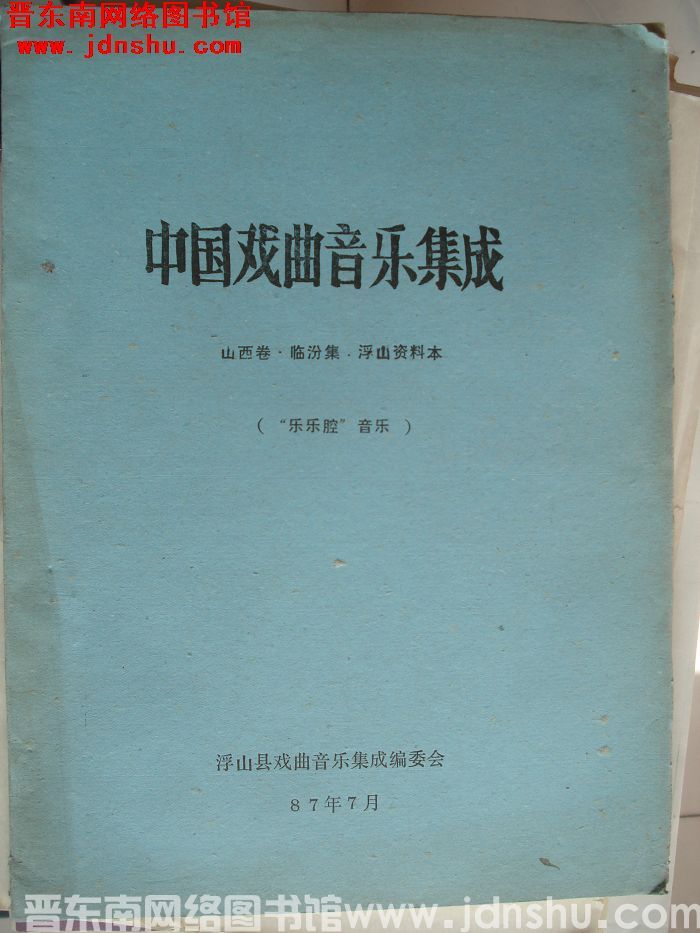 晋东南网络图书馆
www.jdnshu.com
中国戏曲音乐集成
山西卷·临汾集.浮山资料本
（“乐乐腔”音乐）
浮山县戏曲音乐集成编委会
87年7月
晋东南网络图书馆 www.jdnshu.com